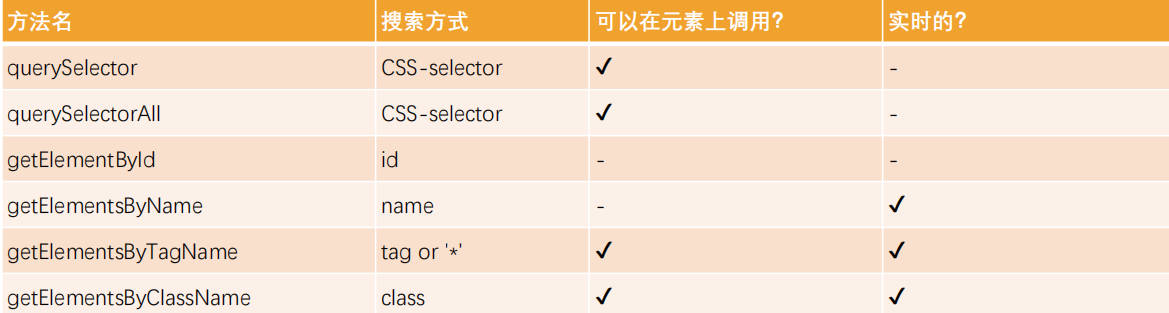 方法名 搜索方式 可以在元素上调用? 实时的?
querySelector CSS-selector ✓ -
querySelectorAll CSS-selector ✓ -
getElementById id - -
getElementsByName name - ✓
getElementsByTagName tag or '*' ✓ ✓
getElementsByClassName class ✓ ✓